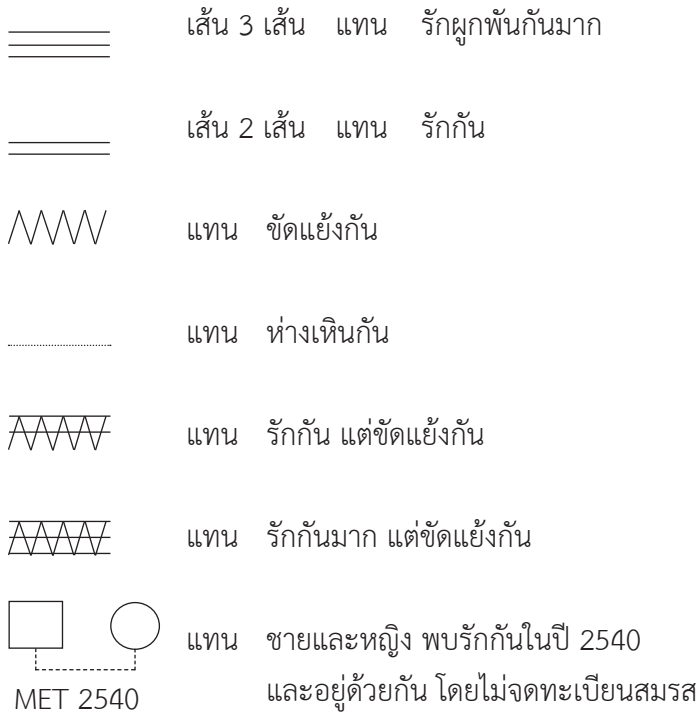 เส้น 3 เส้น แทน รักผูกพันกันมาก
เส้น 2 เส้น แทน รักกัน
แทน ขัดแย้งกัน
แทน ห่างเหินกัน
แทน รักกัน แต่ขัดแย้งกัน
แทน รักกันมาก แต่ขัดแย้งกัน
แทน ชายและหญิง พบรักกันในปี 2540
และอยู่ด้วยกัน โดยไม่จดทะเบียนสมรส
MET 2540